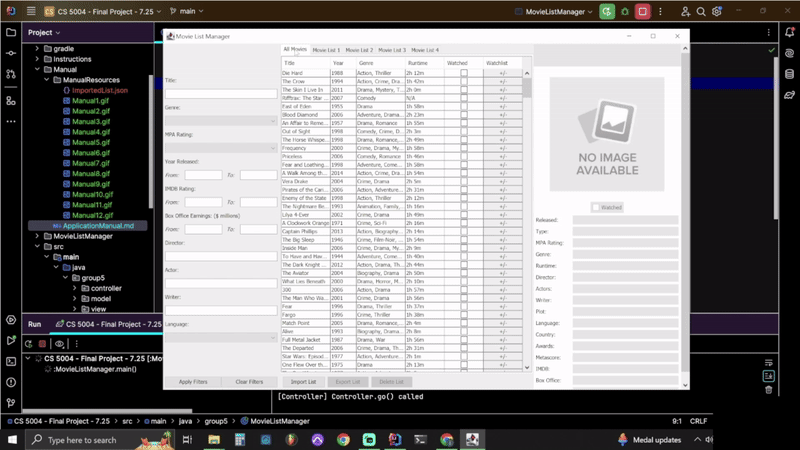 CS 5004 - Final Project - 7.25
main
MovieListManager
Project
gradle
Instructions
Manual
ManualResources
ImportedList.json
Manual1.gif
Manual2.gif
Manual3.gif
Manual4.gif
Manual5.gif
Manual6.gif
Manual7.gif
Manual8.gif
Manual9.gif
Manual10.gif
Manual11.gif
Manual12.gif
ApplicationManual.md
MovieListManager
src
main
java
group5
controller
model
view
Movie List Manager
All Movies Movie List 1 Movie List 2 Movie List 3 Movie List 4
Title:
Genre:
MPA Rating:
Year Released:
From: To:
IMDB Rating:
From: To:
Box Office Earnings: ($ millions)
From: To:
Director:
Actor:
Writer:
Language:
Apply Filters Clear Filters
Title Year Genre Runtime Watched Watchlist
Die Hard 1988 Action, Thriller 2h 12m +/-
The Crow 1994 Action, Crime, Dra... 1h 42m +/-
The Skin I Live In 2011 Drama, Mystery, T... 2h 0m +/-
Rifftrax: The Star ... 2007 Comedy N/A +/-
East of Eden 1955 Drama 1h 58m +/-
Blood Diamond 2006 Adventure, Drama... 2h 23m +/-
An Affair to Reme... 1957 Drama, Romance 1h 55m +/-
Out of Sight 1998 Comedy, Crime, D... 2h 3m +/-
The Horse Whispe... 1998 Drama, Romance,... 2h 49m +/-
Frequency 2000 Crime, Drama, My... 1h 58m +/-
Priceless 2006 Comedy, Romance 1h 46m +/-
Fear and Loathing... 1998 Adventure, Come... 1h 58m +/-
A Walk Among th... 2014 Action, Crime, Dra... 1h 54m +/-
Vera Drake 2004 Crime, Drama 2h 5m +/-
Pirates of the Cari... 2006 Action, Adventure... 2h 31m +/-
Enemy of the State 1998 Action, Thriller 2h 12m +/-
The Nightmare Be... 1993 Animation, Family,... 1h 16m +/-
Lilya 4-Ever 2002 Crime, Drama 1h 49m +/-
A Clockwork Orange 1971 Crime, Sci-Fi 2h 16m +/-
Captain Phillips 2013 Action, Biography,... 2h 14m +/-
The Big Sleep 1946 Crime, Film-Noir, ... 1h 54m +/-
Inside Man 2006 Crime, Drama, My... 2h 9m +/-
To Have and Hav... 1944 Adventure, Come... 1h 40m +/-
The Dark Knight ... 2012 Action, Drama, Th... 2h 44m +/-
The Aviator 2004 Biography, Drama 2h 50m +/-
What Lies Beneath 2000 Drama, Horror, M... 2h 10m +/-
300 2006 Action, Drama 1h 57m +/-
The Man Who Wa... 2001 Crime, Drama 1h 56m +/-
Fear 1996 Drama, Thriller 1h 37m +/-
Fargo 1996 Crime, Thriller 1h 38m +/-
Match Point 2005 Drama, Romance,... 2h 4m +/-
Alive 1993 Biography, Drama... 2h 8m +/-
Full Metal Jacket 1987 Drama, War 1h 56m +/-
The Departed 2006 Crime, Drama, Th... 2h 31m +/-
Star Wars: Episod... 1977 Action, Adventure... 2h 1m +/-
One Flew Over th... 1975 Drama 2h 13m +/-
Import List Export List Delete List
NO IMAGE
AVAILABLE
Watched
Released:
Type:
MPA Rating:
Genre:
Runtime:
Director:
Actors:
Writer:
Plot:
Language:
Country:
Awards:
Metascore:
IMDB:
Box Office:
Run CS 5004 - Final Project - 7.25
CS 5004 - Final Project - 7.25 [:Mo
:MovieListManager.main()
[Controller] Controller.go() called
CS 5004 - Final Project - 7.25 > src > main > java > group5 > MovieListManager
9:1 CRLF
Type here to search
Medal updates